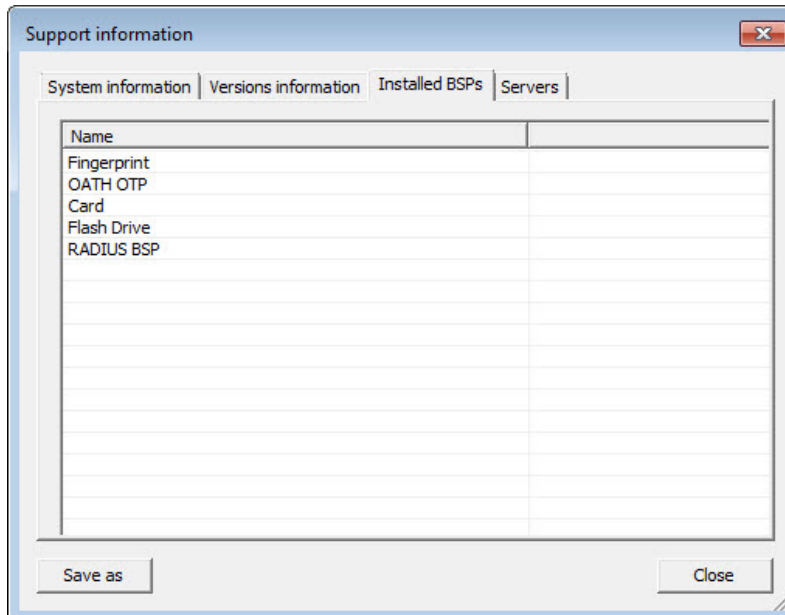 Support information
System information Versions information Installed BSPs Servers
Name
Fingerprint
OATH OTP
Card
Flash Drive
RADIUS BSP
Save as Close